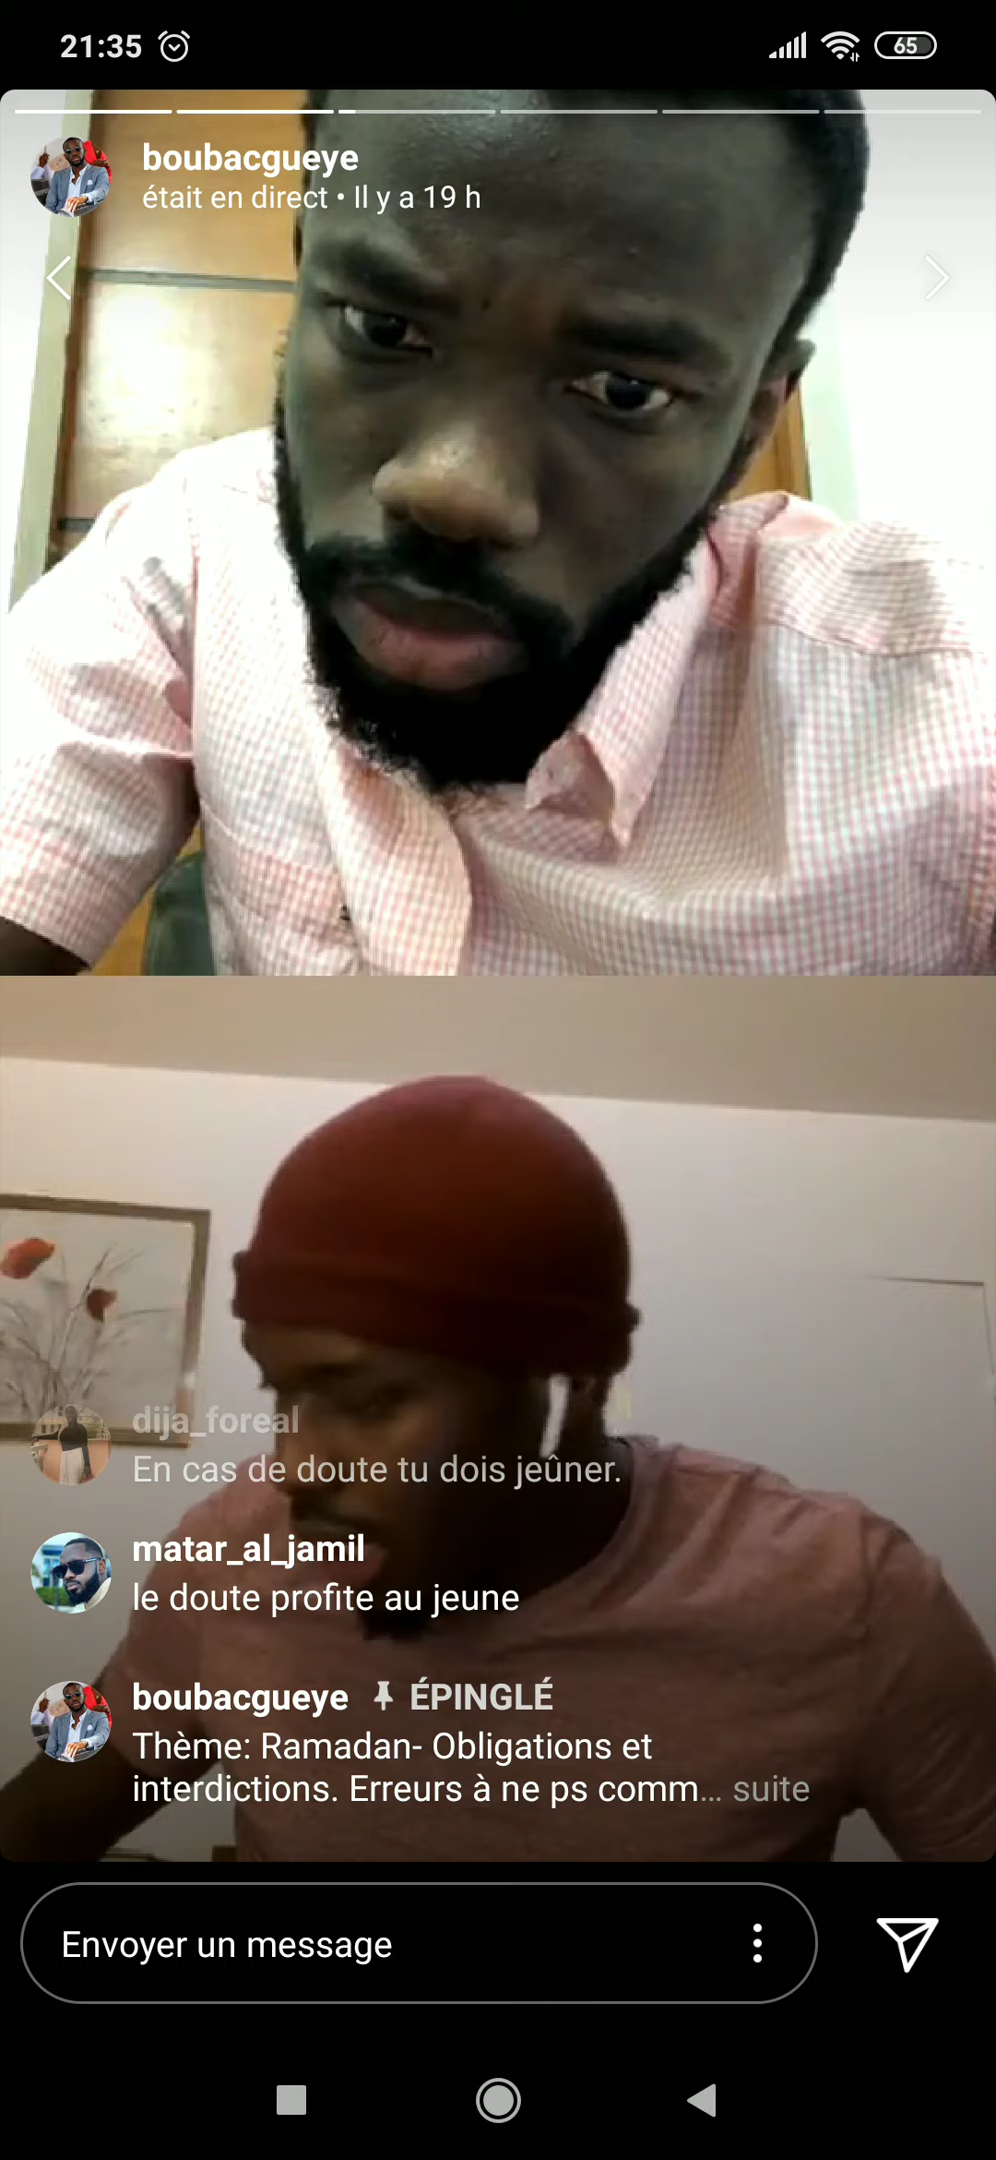 21:35
65
boubacgueye
était en direct • Il y a 19 h
dija_foreal
En cas de doute tu dois jeûner.
matar_al_jamil
le doute profite au jeune
boubacgueye ÉPINGLÉ
Thème: Ramadan- Obligations et
interdictions. Erreurs à ne ps comm... suite
Envoyer un message